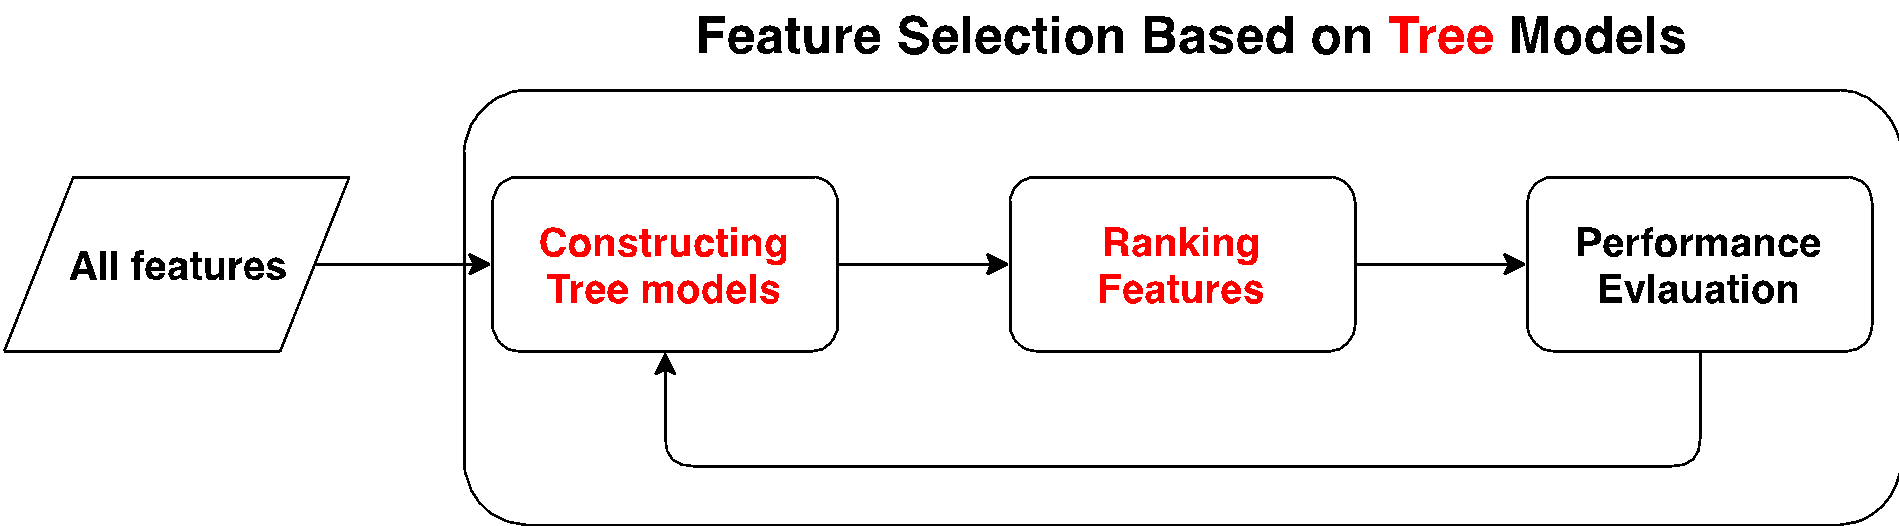 Feature Selection Based on Tree Models
All features
Constructing
Tree models
Ranking
Features
Performance
Evlauation